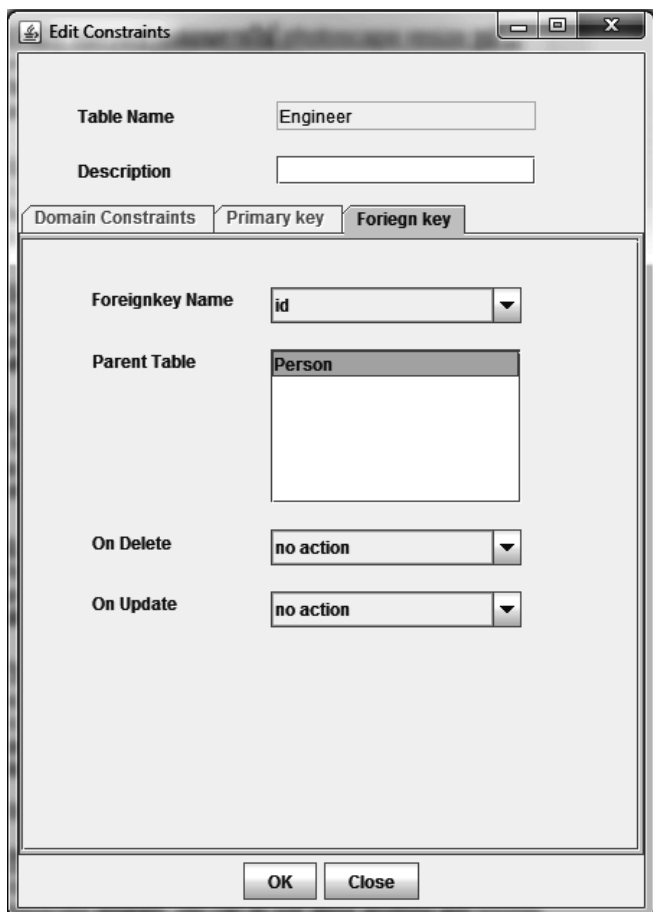 Edit Constraints
Table Name Engineer
Description
Domain Constraints Primary key Foriegn key
Foreignkey Name id
Parent Table Person
On Delete no action
On Update no action
OK Close